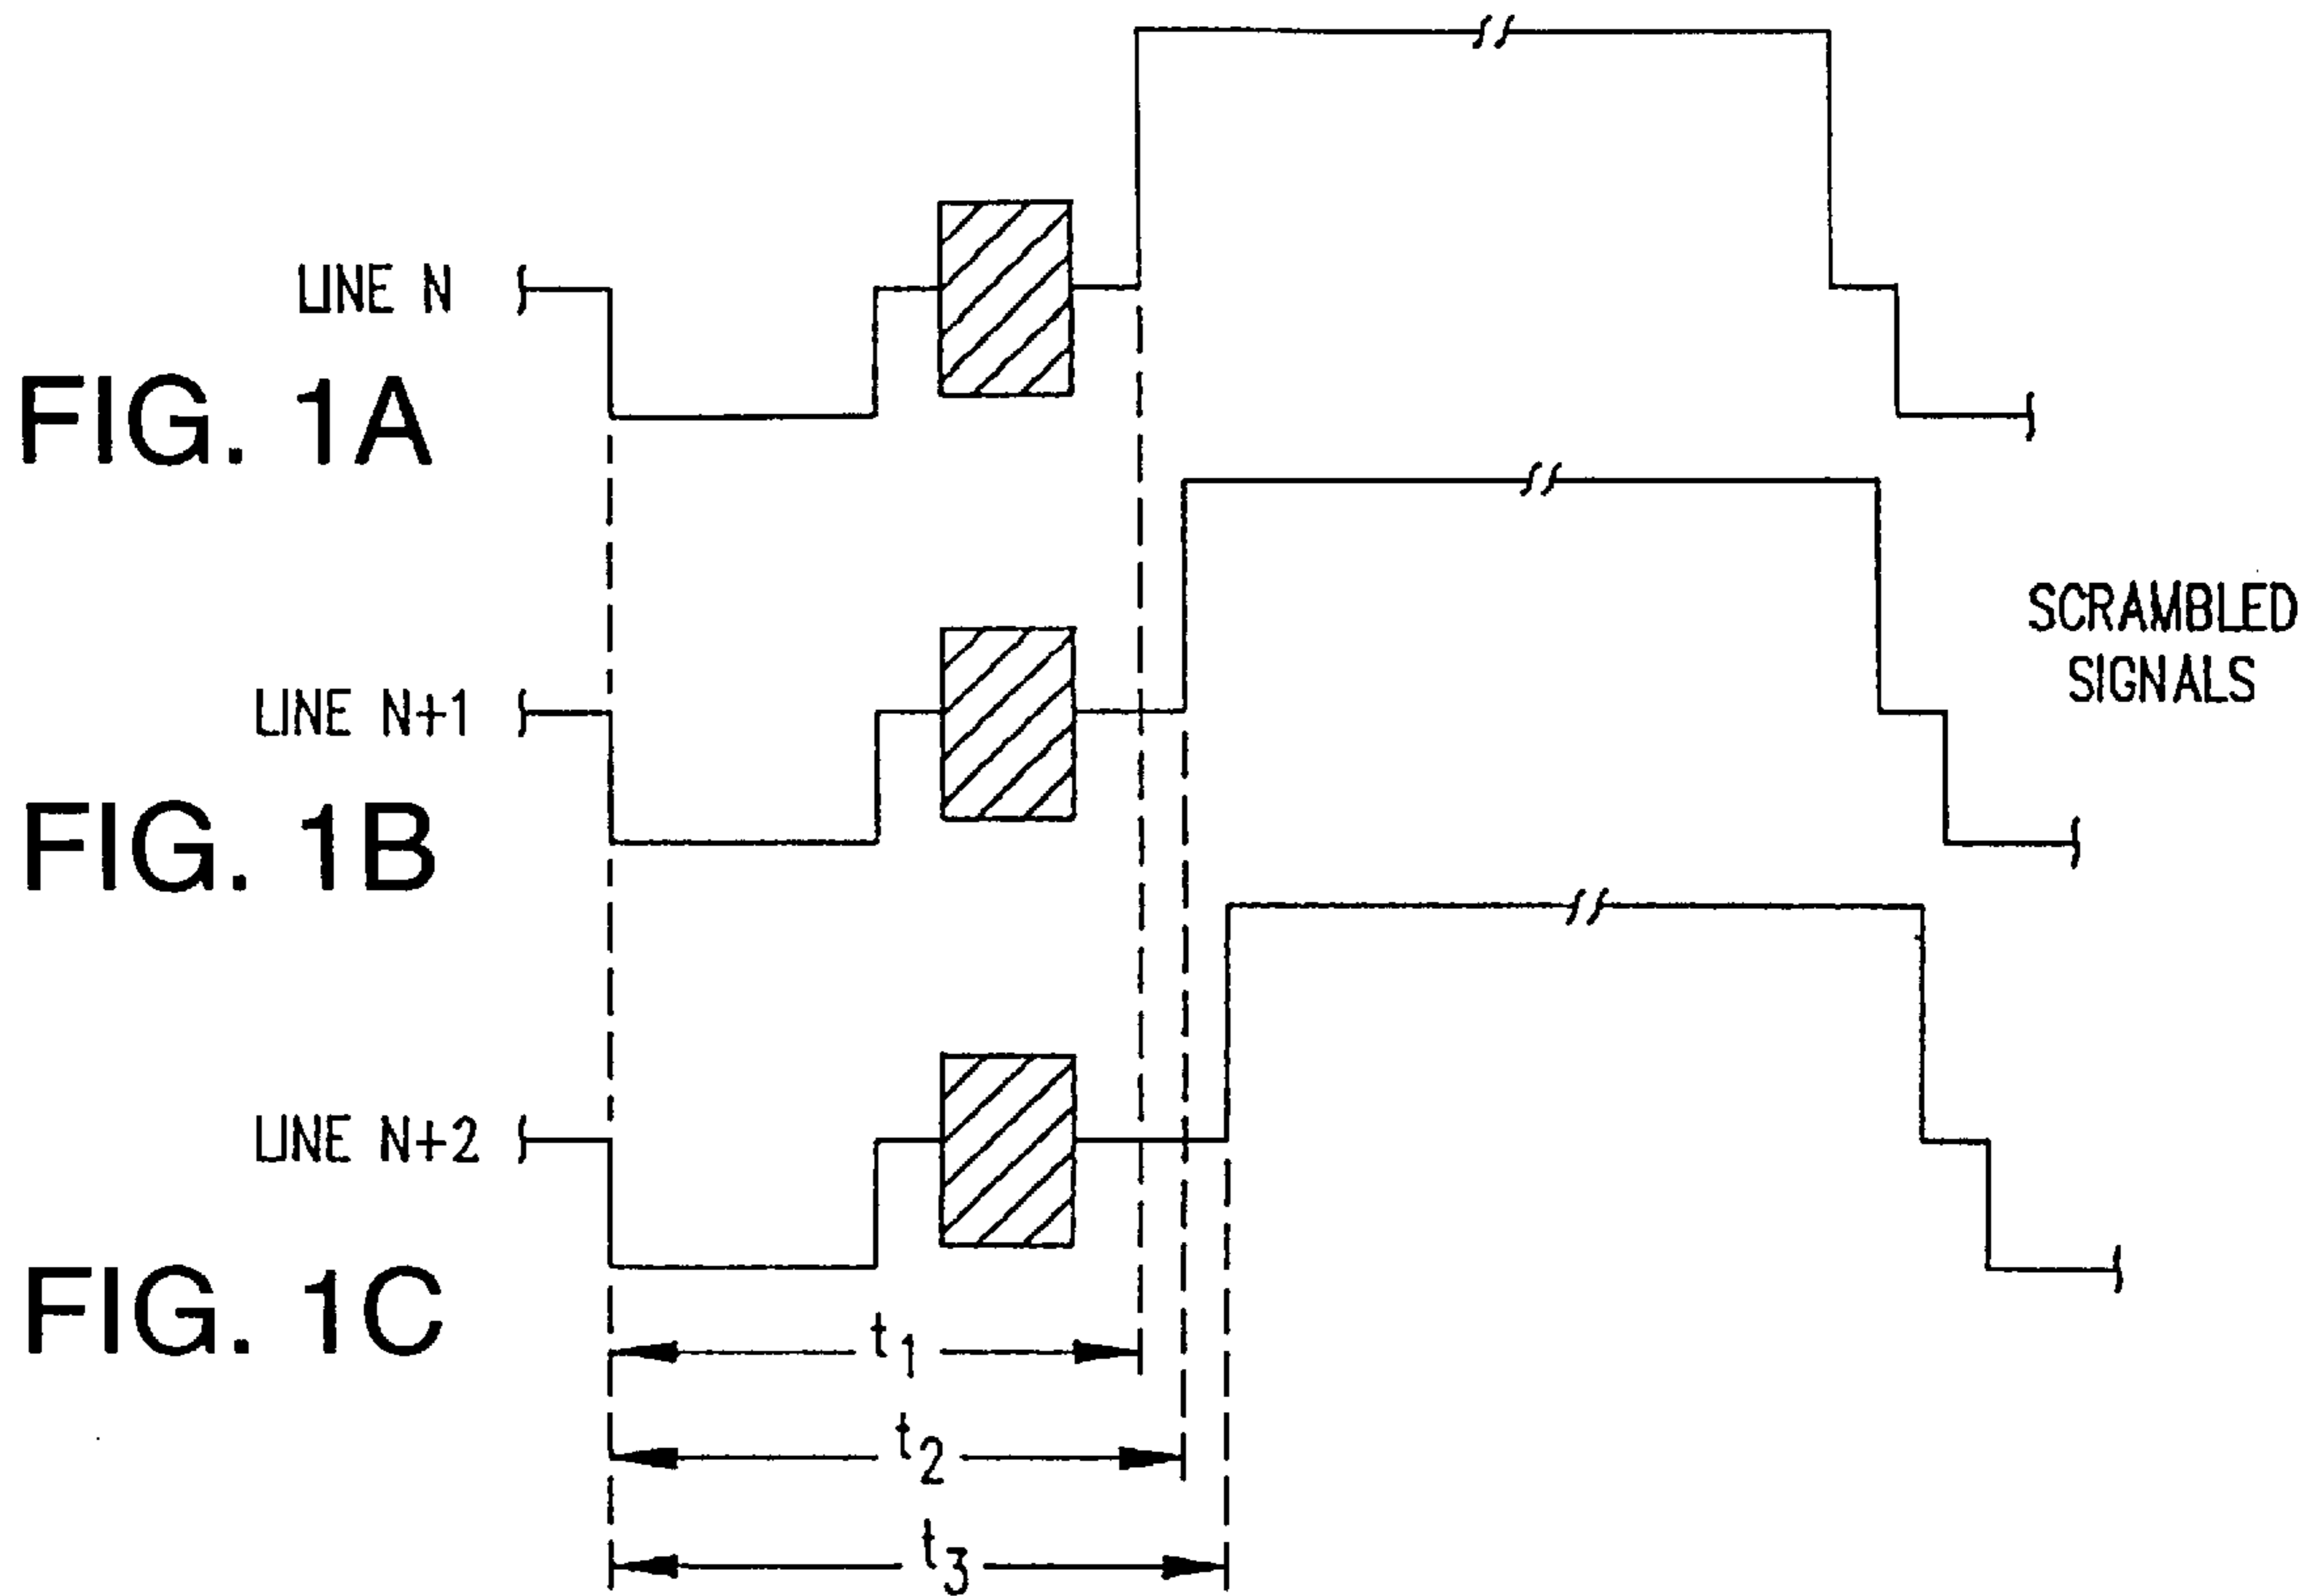 LINE N
FIG. 1A
SCRAMBLED
SIGNALS
LINE N+1
FIG. 1B
LINE N+2
FIG. 1C
t1
t2
t3